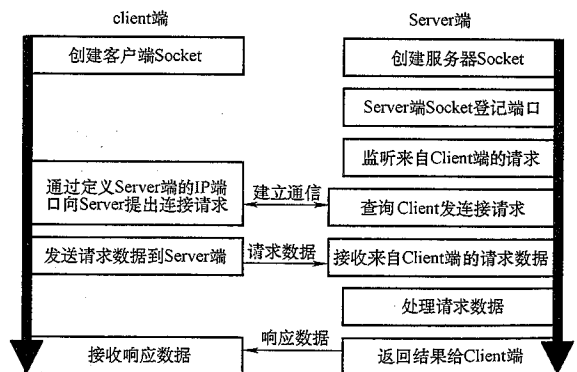 client端
Server端
创建客户端Socket
创建服务器Socket
Server端Socket登记端口
监听来自Client端的请求
通过定义Server端的IP端
口向Server提出连接请求
建立通信
查询Client发连接请求
发送请求数据到Server端
请求数据
接收来自Client端的请求数据
处理请求数据
响应数据
接收响应数据
返回结果给Client端